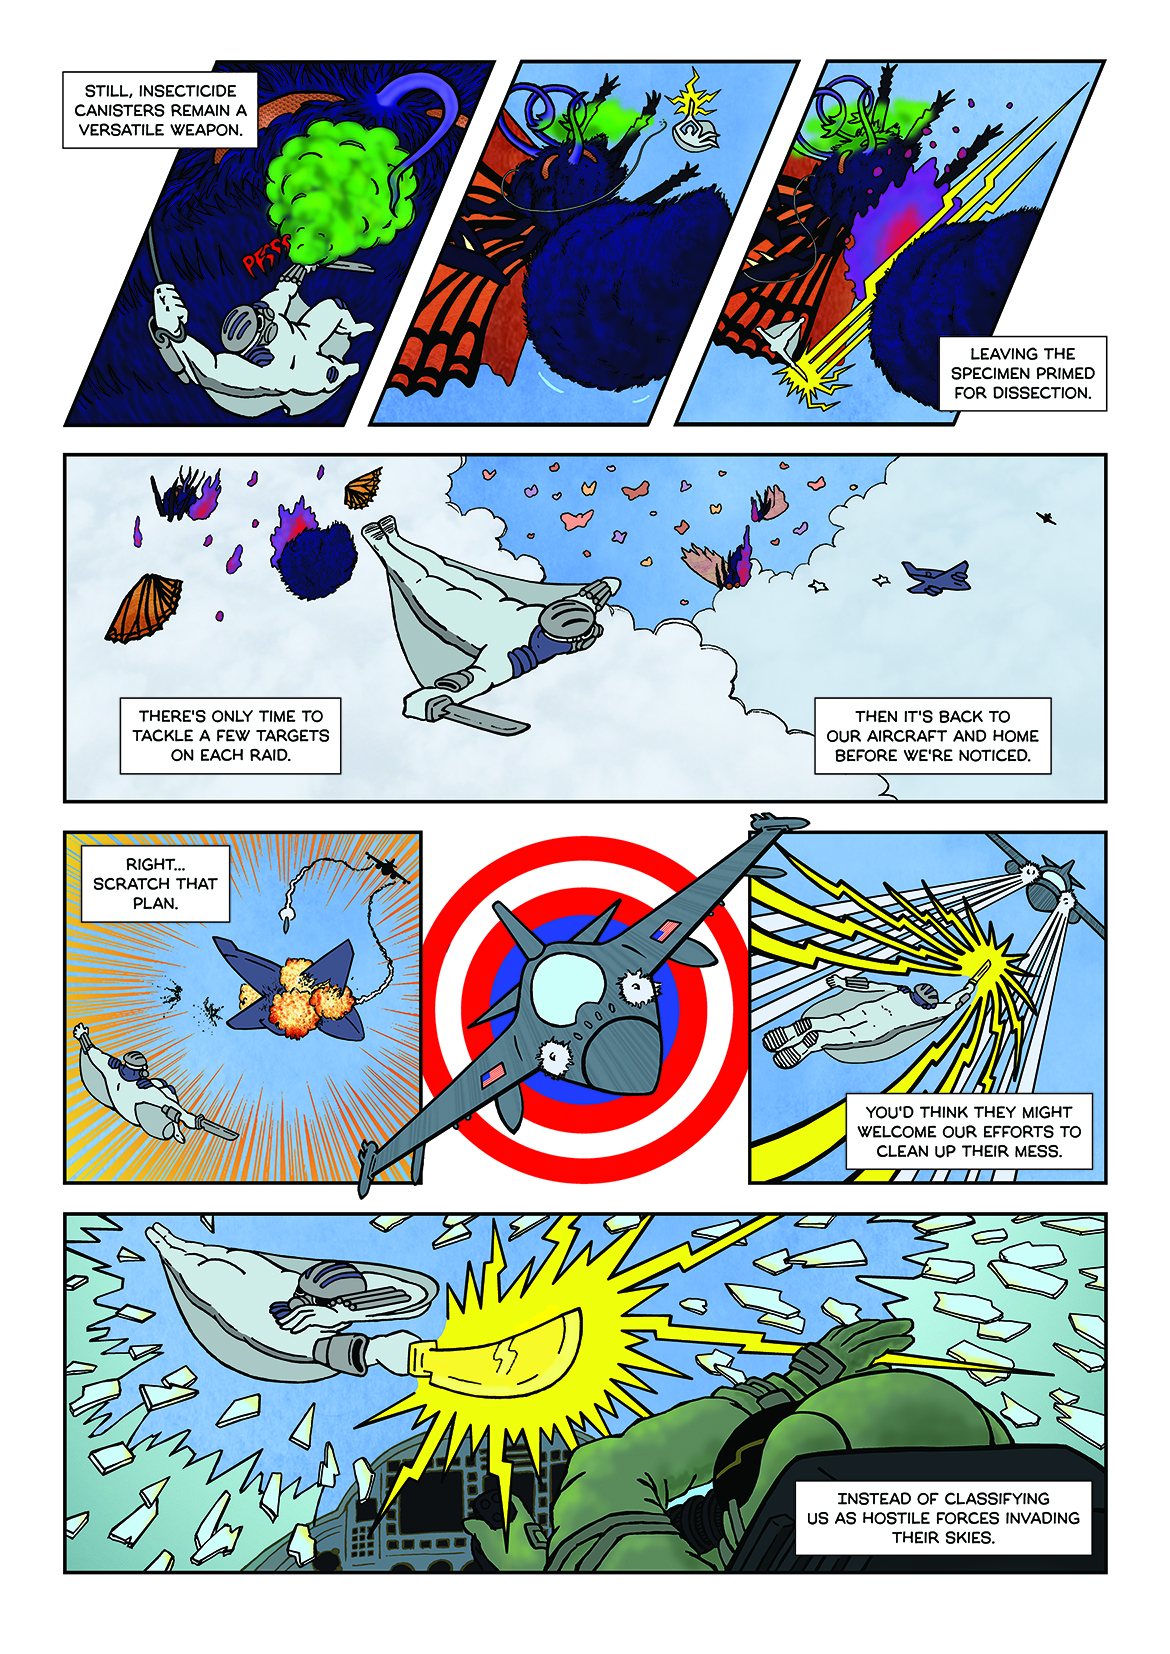 STILL, INSECTICIDE
CANISTERS REMAIN A
VERSATILE WEAPON.
PFSSS
LEAVING THE
SPECIMEN PRIMED
FOR DISSECTION.
THERE'S ONLY TIME TO
TACKLE A FEW TARGETS
ON EACH RAID.
THEN IT'S BACK TO
OUR AIRCRAFT AND HOME
BEFORE WE'RE NOTICED.
RIGHT...
SCRATCH THAT
PLAN.
YOU'D THINK THEY MIGHT
WELCOME OUR EFFORTS TO
CLEAN UP THEIR MESS.
INSTEAD OF CLASSIFYING
US AS HOSTILE FORCES INVADING
THEIR SKIES.